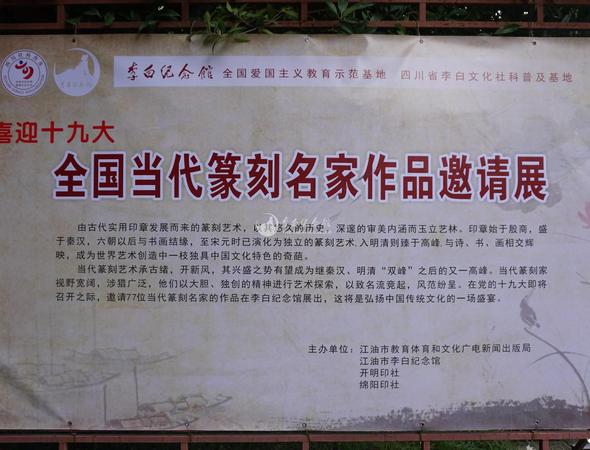 李白纪念馆 全国爱国主义教育示范基地 四川省李白文化社科普及基地
喜迎十九大
全国当代篆刻名家作品邀请展
由古代实用印章发展而来的篆刻艺术，以其悠久的历史、深邃的审美内涵而玉立艺林。印章始于殷商，盛
于秦汉，六朝以后与书画结缘，至宋元时已演化为独立的篆刻艺术，入明清则臻于高峰，与诗、书、画相交辉
映，成为世界艺术创造中一枝独具中国文化特色的奇葩。
当代篆刻艺术承古绪，开新风，其兴盛之势有望成为继秦汉、明清“双峰”之后的又一高峰。当代篆刻家
视野宽阔，涉猎广泛，他们以大胆、独创的精神进行艺术探索，以致名流竞起，风范纷呈。在党的十九大即将
召开之际，邀请77位当代篆刻名家的作品在李白纪念馆展出，这将是弘扬中国传统文化的一场盛宴。
主办单位：江油市教育体育和文化广电新闻出版局
江油市李白纪念馆
开明印社
绵阳印社